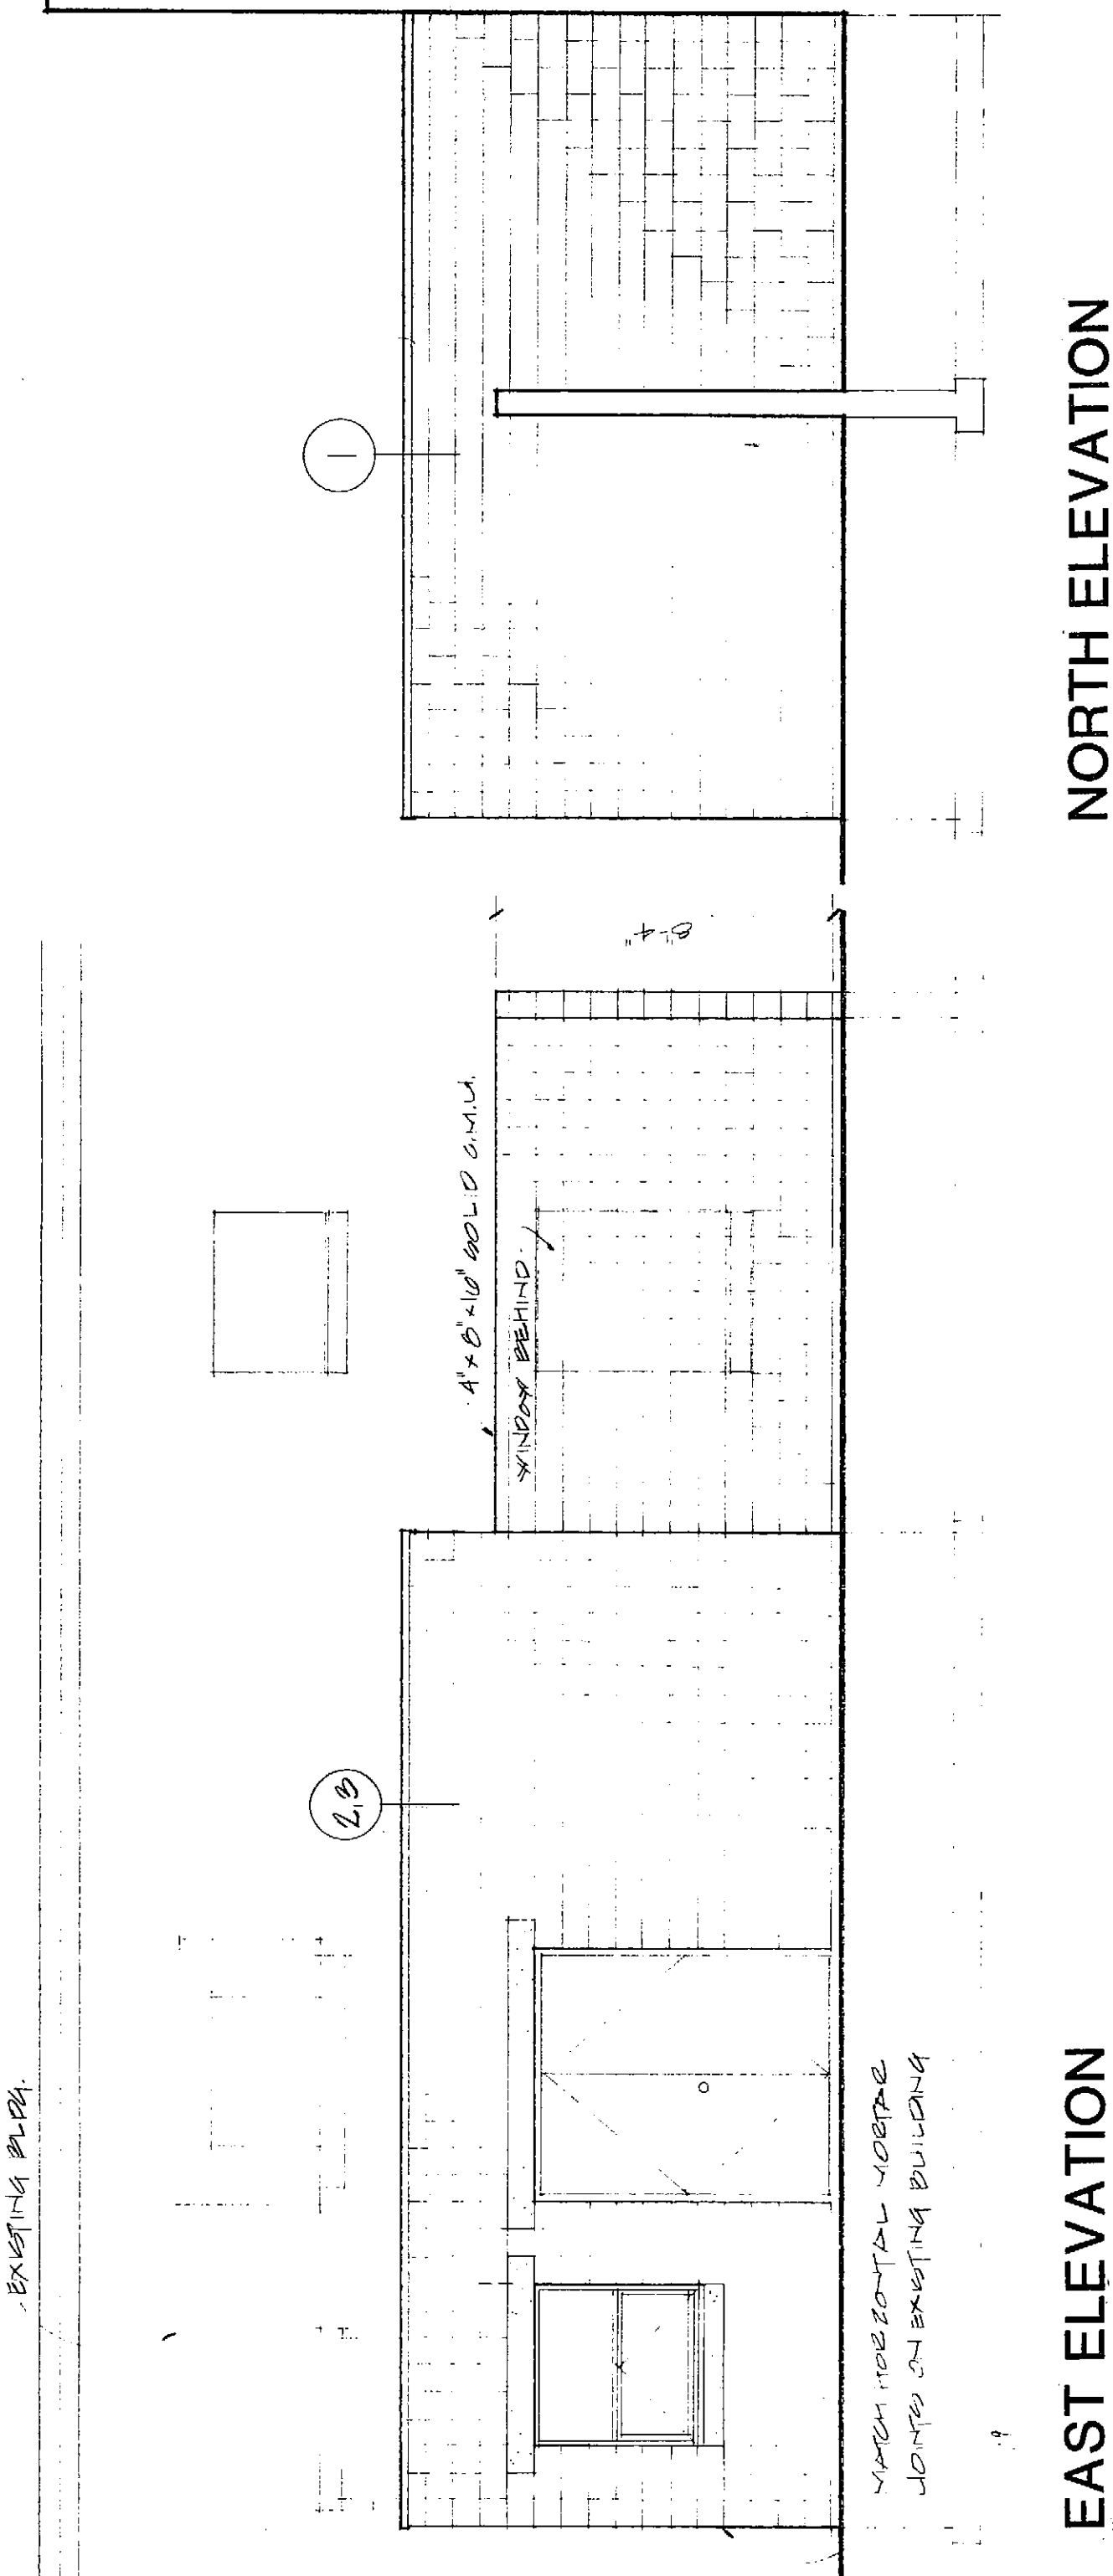 EXISTING BLDG.
2,3
4"x8"x16" SOLID C.M.U.
WINDOW BEHIND
8'-4"
1
MATCH HORIZONTAL MORTAR
JOINTS ON EXISTING BUILDING
EAST ELEVATION
NORTH ELEVATION